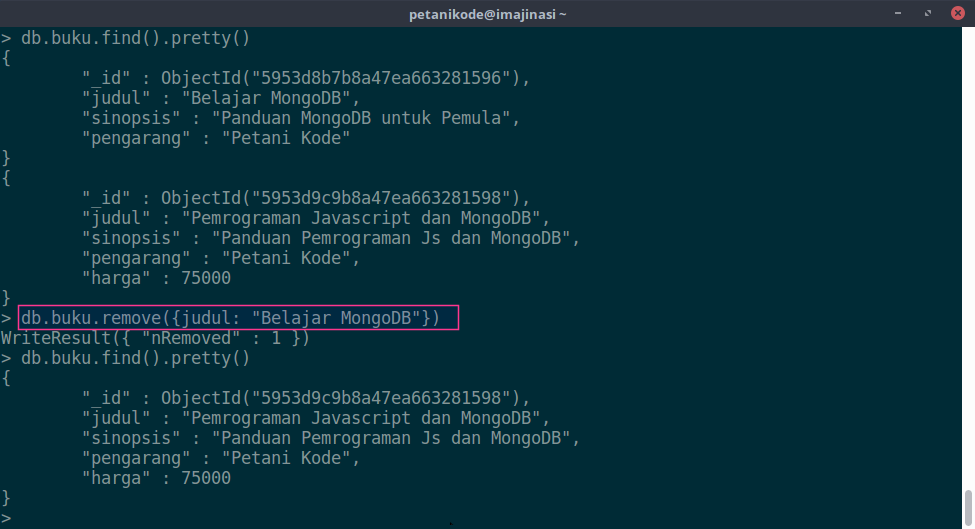 petanikode@imajinasi ~
> db.buku.find().pretty()
{
"_id" : ObjectId("5953d8b7b8a47ea663281596"),
"judul" : "Belajar MongoDB",
"sinopsis" : "Panduan MongoDB untuk Pemula",
"pengarang" : "Petani Kode"
}
{
"_id" : ObjectId("5953d9c9b8a47ea663281598"),
"judul" : "Pemrograman Javascript dan MongoDB",
"sinopsis" : "Panduan Pemrograman Js dan MongoDB",
"pengarang" : "Petani Kode",
"harga" : 75000
}
> db.buku.remove({judul: "Belajar MongoDB"})
WriteResult({ "nRemoved" : 1 })
> db.buku.find().pretty()
{
"_id" : ObjectId("5953d9c9b8a47ea663281598"),
"judul" : "Pemrograman Javascript dan MongoDB",
"sinopsis" : "Panduan Pemrograman Js dan MongoDB",
"pengarang" : "Petani Kode",
"harga" : 75000
}
>